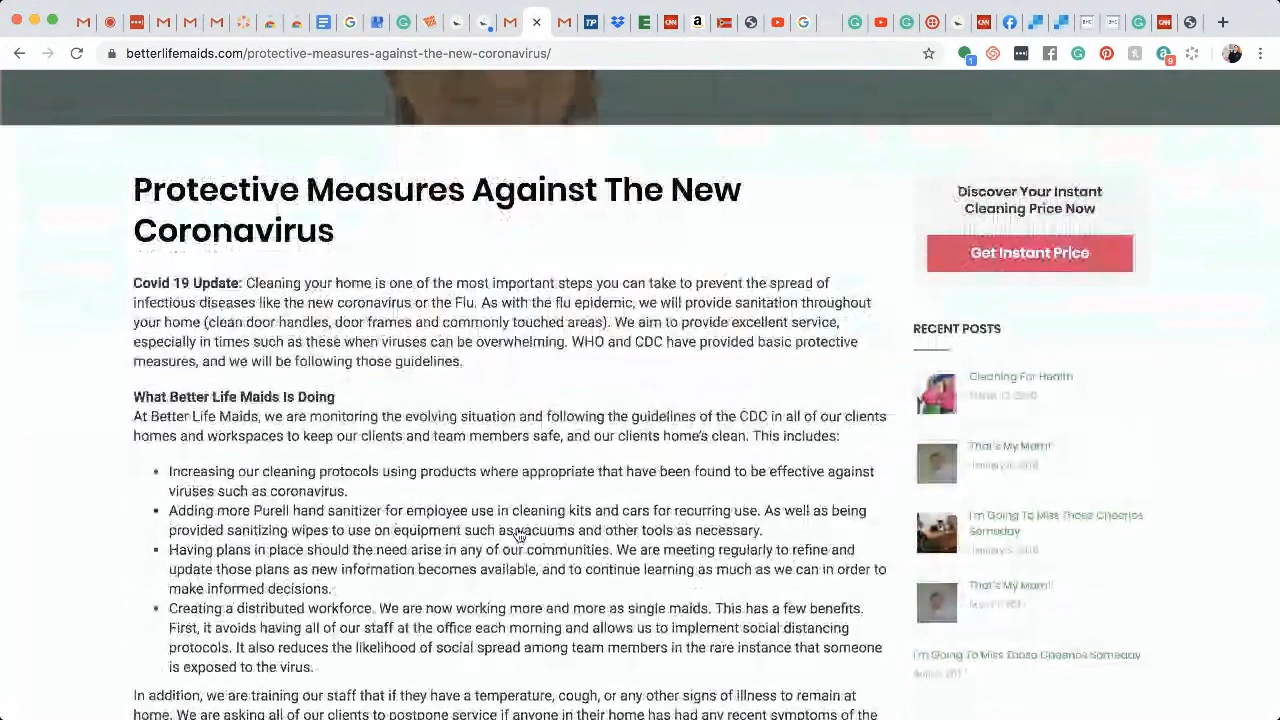 betterlifemaids.com/protective-measures-against-the-new-coronavirus/
1
9
Protective Measures Against The New
Coronavirus
Covid 19 Update: Cleaning your home is one of the most important steps you can take to prevent the spread of
infectious diseases like the new coronavirus or the Flu. As with the flu epidemic, we will provide sanitation throughout
your home (clean door handles, door frames and commonly touched areas). We aim to provide excellent service,
especially in times such as these when viruses can be overwhelming. WHO and CDC have provided basic protective
measures, and we will be following those guidelines.
What Better Life Maids Is Doing
At Better Life Maids, we are monitoring the evolving situation and following the guidelines of the CDC in all of our clients
homes and workspaces to keep our clients and team members safe, and our clients home's clean. This includes:
Increasing our cleaning protocols using products where appropriate that have been found to be effective against
viruses such as coronavirus.
Adding more Purell hand sanitizer for employee use in cleaning kits and cars for recurring use. As well as being
provided sanitizing wipes to use on equipment such as vacuums and other tools as necessary.
Having plans in place should the need arise in any of our communities. We are meeting regularly to refine and
update those plans as new information becomes available, and to continue learning as much as we can in order to
make informed decisions.
Creating a distributed workforce. We are now working more and more as single maids. This has a few benefits.
First, it avoids having all of our staff at the office each morning and allows us to implement social distancing
protocols. It also reduces the likelihood of social spread among team members in the rare instance that someone
is exposed to the virus.
In addition, we are training our staff that if they have a temperature, cough, or any other signs of illness to remain at
home. We are asking all of our clients to postpone service if anyone in their home has had any recent symptoms of the
Discover Your Instant
Cleaning Price Now
Get Instant Price
RECENT POSTS
Cleaning For Health
That's My Mam!
I'm Going To Miss Those Cheerios
Someday
That's My Mam!
I'm Going To Miss Those Cheerios Someday